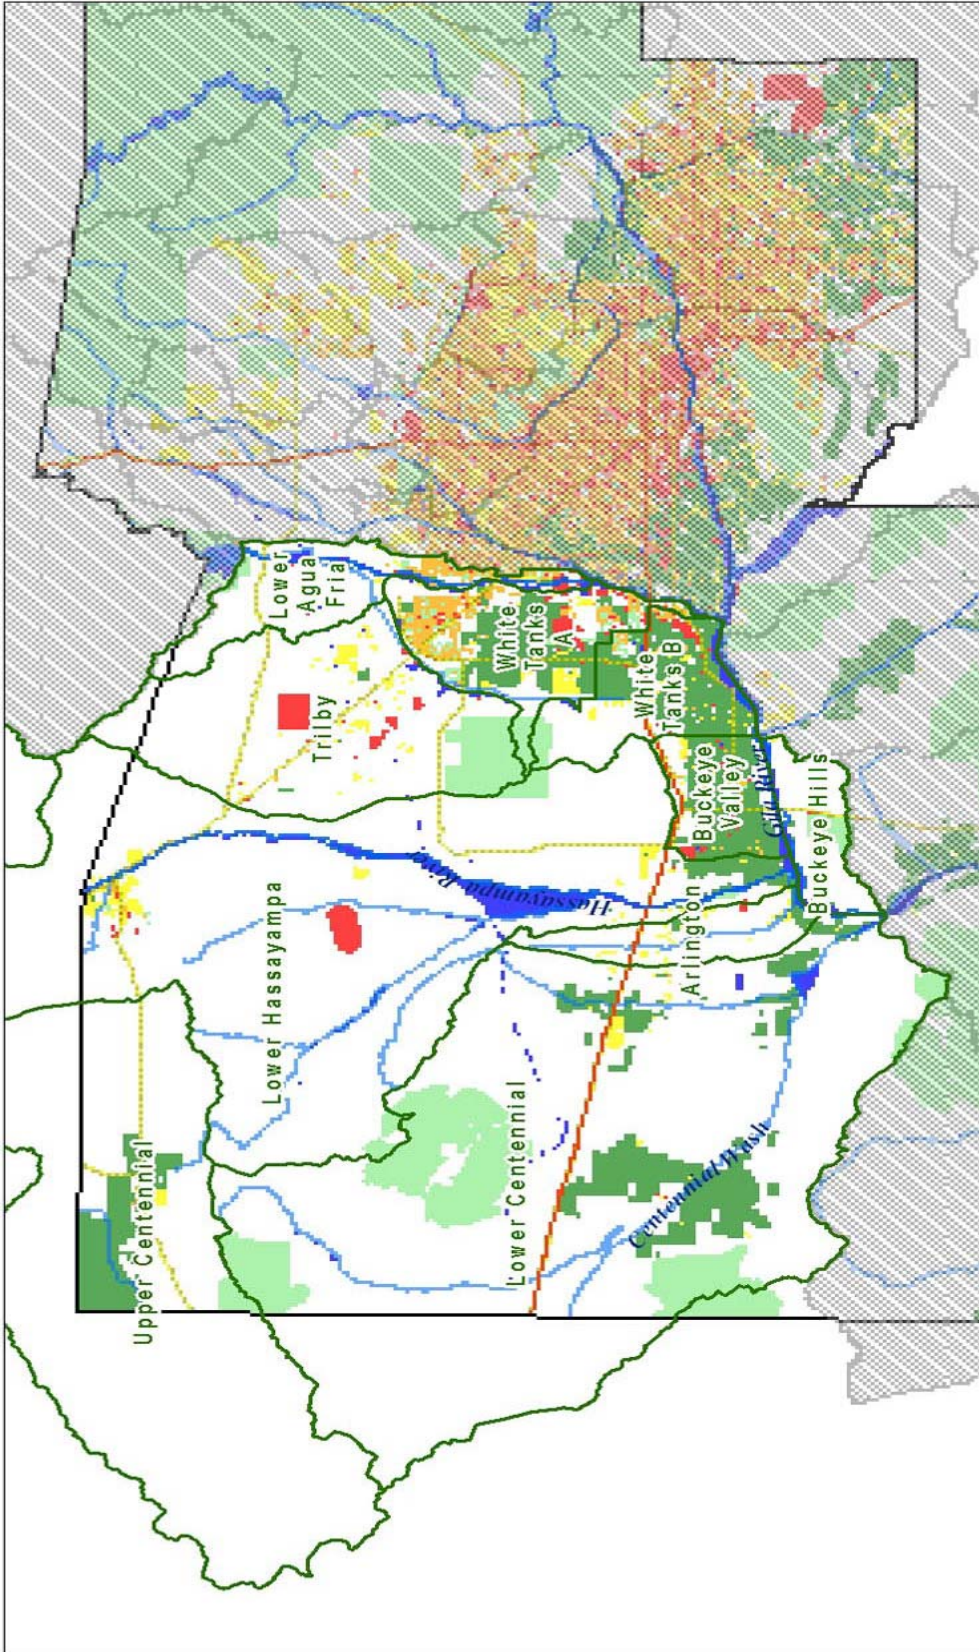 Upper Centennial
Lower Hassayampa
Trilby
Lower
Agua
Fria
Hassayampa River
Lower Centennial
White
Tanks
A
White
Tanks B
Arlington
Buckeye
Valley
Gila River
Buckeye Hills
Centennial Wash